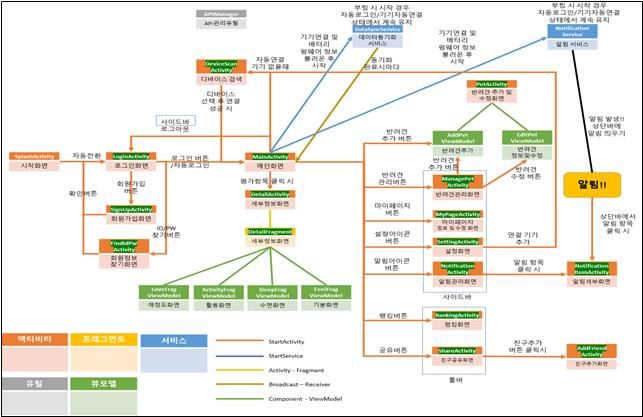 APIManager
API관리유틸
부팅 시 시작 경우
자동로그인/기기자동연결
상태에서 계속 유지
DataSyncService
데이터동기화
서비스
부팅 시 시작 경우
자동로그인/기기자동연결
상태에서 계속 유지
Notification
Service
알림 서비스
기기연결 및
배터리
펌웨어 정보
불러온 후
시작
동기화
완료시마다
기기연결 및
배터리
펌웨어 정보
불러온 후
시작
DeviceScan
Activity
디바이스 검색
자동연결
기기 없을때
디바이스
선택 후 연결
성공 시
사이드바
로그아웃
PetActivity
반려견추가 및
수정화면
알림 발생!!
상단바에
알림 띄우기
반려견
추가 버튼
AddPet
ViewModel
반려견추가
EditPet
ViewModel
반려견
정보및수정
SplashActivity
시작화면
자동전환
LoginActivity
로그인화면
로그인 버튼
/자동로그인
MainActivity
메인화면
반려견
추가 버튼
반려견
수정 버튼
반려견
관리버튼
ManagePet
Activity
반려견관리화면
알림!!
확인버튼
회원가입
버튼
평가항목 클릭 시
DetailActivity
세부정보화면
SignUpActivity
회원가입화면
마이페이지
버튼
MyPageActivity
마이페이지
정보 및 수정 화면
상단바에서
알림 항목
클릭 시
ID/PW
찾기버튼
DetailFragment
세부정보화면
FindIdPw
Activity
회원정보
찾기화면
설정아이콘
버튼
SettingActivity
설정화면
연결 기기
추가
알림아이콘
버튼
Notification
Activity
알림관리화면
알림 항목
클릭 시
Notification
ItemActivity
알림세부화면
사이드바
LoveFrag
ViewModel
애정도화면
ActivityFrag
ViewModel
활동화면
SleepFrag
ViewModel
수면화면
FeelFrag
ViewModel
기분화면
랭킹버튼
RankingActivity
랭킹화면
공유버튼
ShareActivity
친구공유화면
친구추가
버튼 클릭시
AddFriend
Activity
친구추가화면
툴바
액티비티
프래그먼트
서비스
유틸
뷰모델
StartActivity
StartService
Activity - Fragment
Broadcast - Receiver
Component - ViewModel